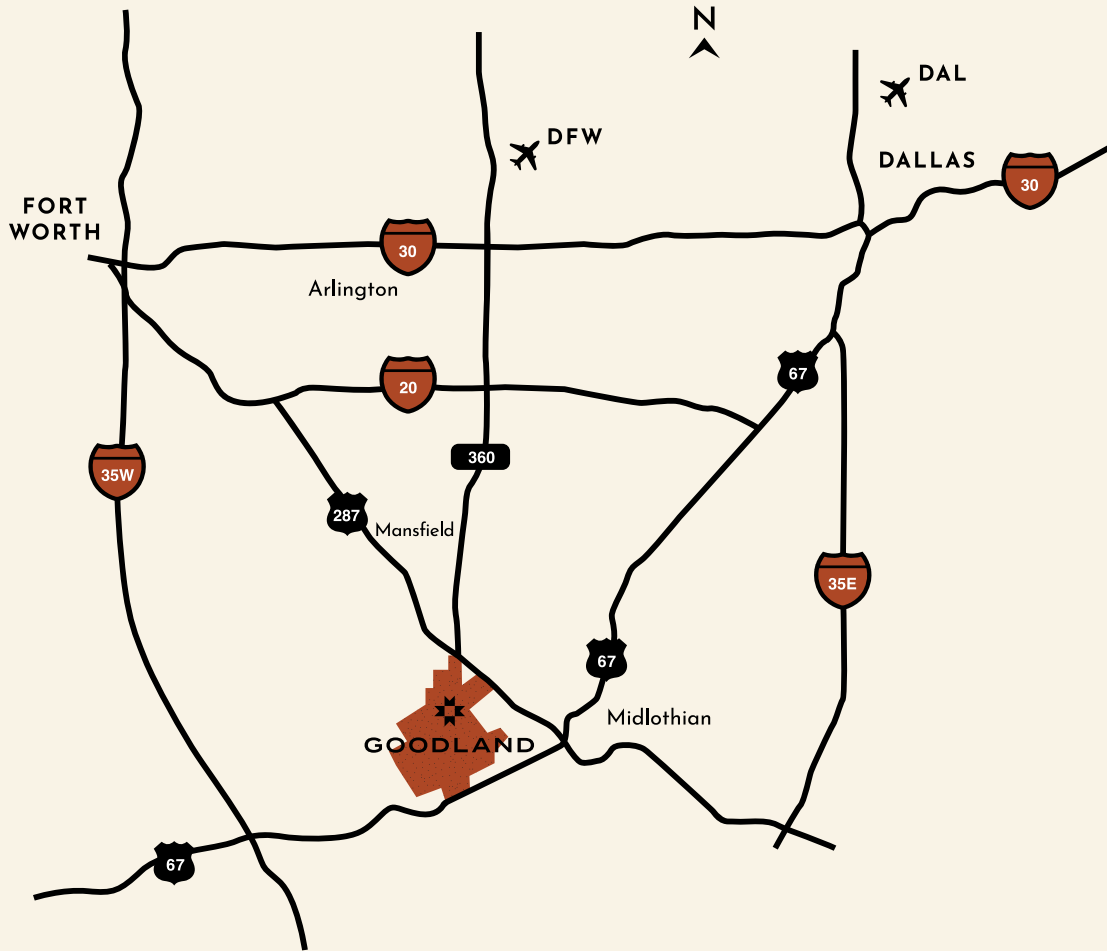 N
DAL
DFW
DALLAS
30
FORT
WORTH
30
Arlington
67
20
360
35W
287
Mansfield
35E
67
Midlothian
GOODLAND
67